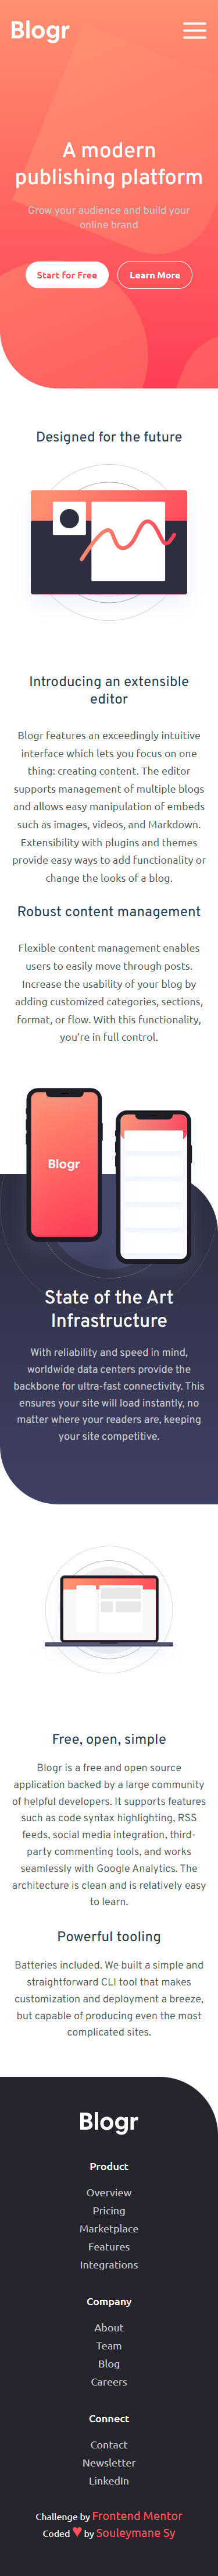 Blogr
A modern
publishing platform
Grow your audience and build your
online brand
Start for Free
Learn More
Designed for the future
Introducing an extensible
editor
Blogr features an exceedingly intuitive
interface which lets you focus on one
thing: creating content. The editor
supports management of multiple blogs
and allows easy manipulation of embeds
such as images, videos, and Markdown.
Extensibility with plugins and themes
provide easy ways to add functionality or
change the looks of a blog.
Robust content management
Flexible content management enables
users to easily move through posts.
Increase the usability of your blog by
adding customized categories, sections,
format, or flow. With this functionality,
you're in full control.
Blogr
State of the Art
Infrastructure
With reliability and speed in mind,
worldwide data centers provide the
backbone for ultra-fast connectivity. This
ensures your site will load instantly, no
matter where your readers are, keeping
your site competitive.
Free, open, simple
Blogr is a free and open source
application backed by a large community
of helpful developers. It supports features
such as code syntax highlighting, RSS
feeds, social media integration, third-
party commenting tools, and works
seamlessly with Google Analytics. The
architecture is clean and is relatively easy
to learn.
Powerful tooling
Batteries included. We built a simple and
straightforward CLI tool that makes
customization and deployment a breeze,
but capable of producing even the most
complicated sites.
Blogr
Product
Overview
Pricing
Marketplace
Features
Integrations
Company
About
Team
Blog
Careers
Connect
Contact
Newsletter
LinkedIn
Challenge by Frontend Mentor
Coded ♥ by Souleymane Sy